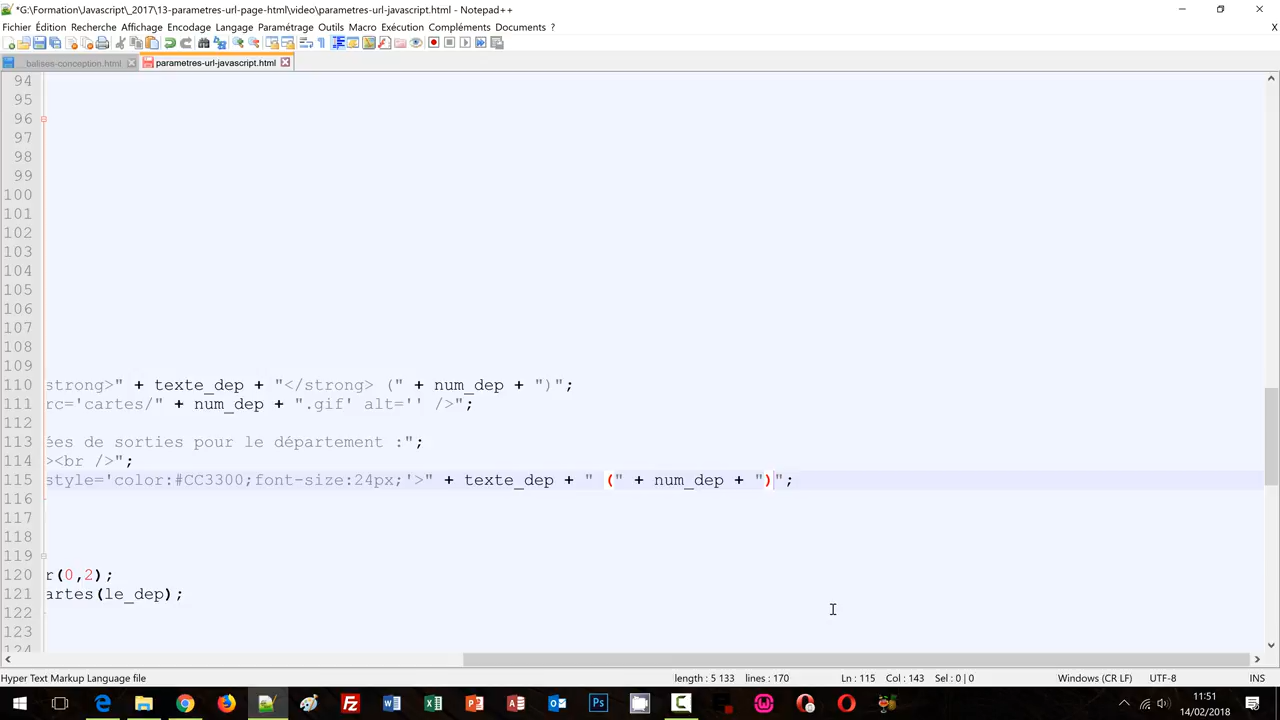 *G:\Formation\Javascript\_2017\13-parametres-url-page-html\video\parametres-url-javascript.html - Notepad++
Fichier Édition Recherche Affichage Encodage Langage Paramétrage Outils Macro Exécution Compléments Documents ? X
balises-conception.html parametres-url-javascript.html
94
95
96
97
98
99
100
101
102
103
104
105
106
107
108
109
110 strong>" + texte_dep + "</strong> (" + num_dep + ")";
111 rc='cartes/" + num_dep + ".gif' alt='' />";
112
113 ées de sorties pour le département :";
114 ><br />";
115 style='color:#CC3300;font-size:24px;'>" + texte_dep + " (" + num_dep + ")";
116
117
118
119
120 r(0,2);
121 artes(le_dep);
122
123
124
Hyper Text Markup Language file length : 5 133 lines : 170 Ln : 115 Col : 143 Sel : 0 | 0 Windows (CR LF) UTF-8 INS
11:51
14/02/2018